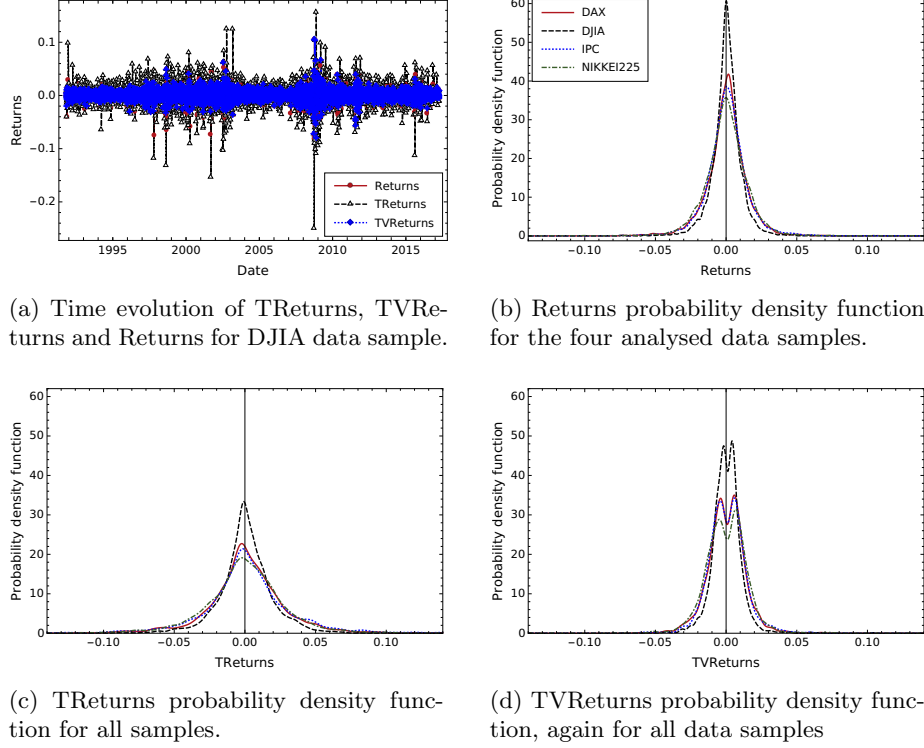 0.1
0.0
−0.1
−0.2
Returns
1995
2000
2005
2010
2015
Date
Returns
TReturns
TVReturns
60
50
40
30
20
10
0
Probability density function
DAX
DJIA
IPC
NIKKEI225
−0.10
−0.05
0.00
0.05
0.10
Returns
(a) Time evolution of TReturns, TVRe-
turns and Returns for DJIA data sample.
(b) Returns probability density function
for the four analysed data samples.
60
50
40
30
20
10
0
Probability density function
−0.10
−0.05
0.00
0.05
0.10
TReturns
60
50
40
30
20
10
0
Probability density function
−0.10
−0.05
0.00
0.05
0.10
TVReturns
(c) TReturns probability density func-
tion for all samples.
(d) TVReturns probability density func-
tion, again for all data samples